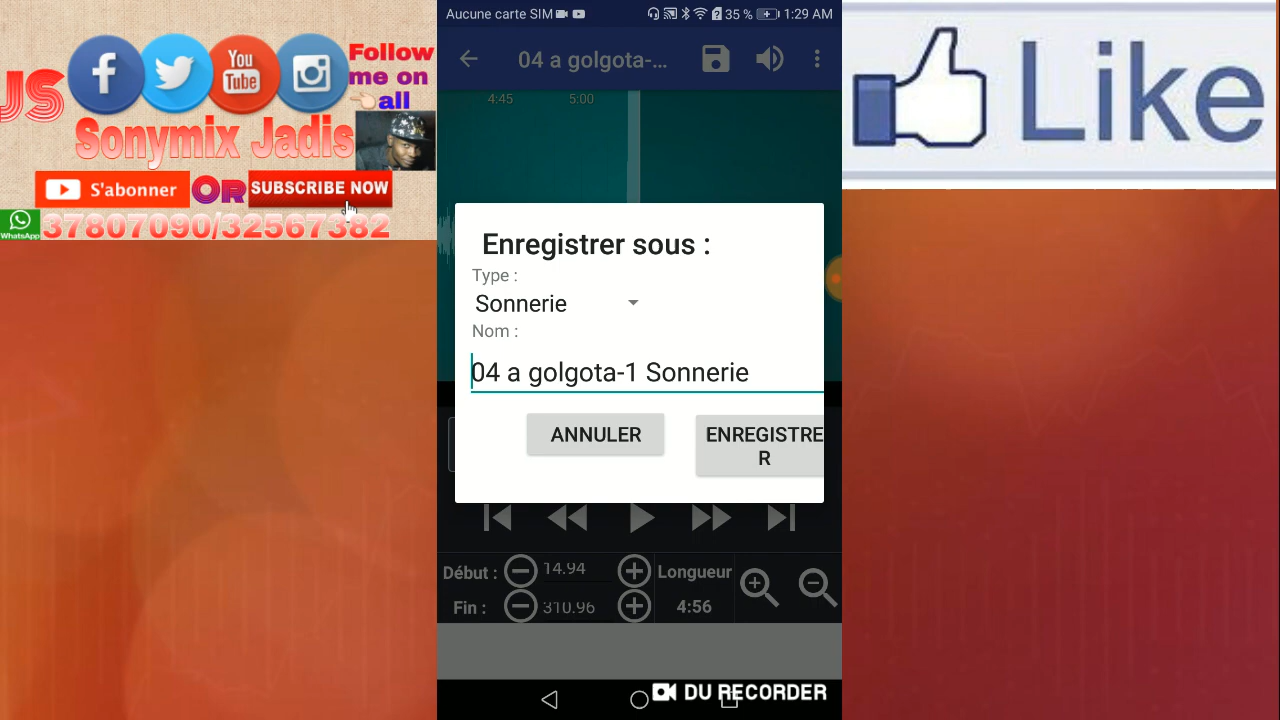 JS
f
You
Tube
Follow
me on
all
Sonymix Jadis
S'abonner
OR
SUBSCRIBE NOW
WhatsApp
37807090/32567382
Aucune carte SIM
35 %
1:29 AM
04 a golgota-...
4:45
5:00
Enregistrer sous :
Type :
Sonnerie
Nom :
04 a golgota-1 Sonnerie
ANNULER
ENREGISTRE
R
Début :
14.94
Longueur
Fin :
310.96
4:56
DU RECORDER
Like